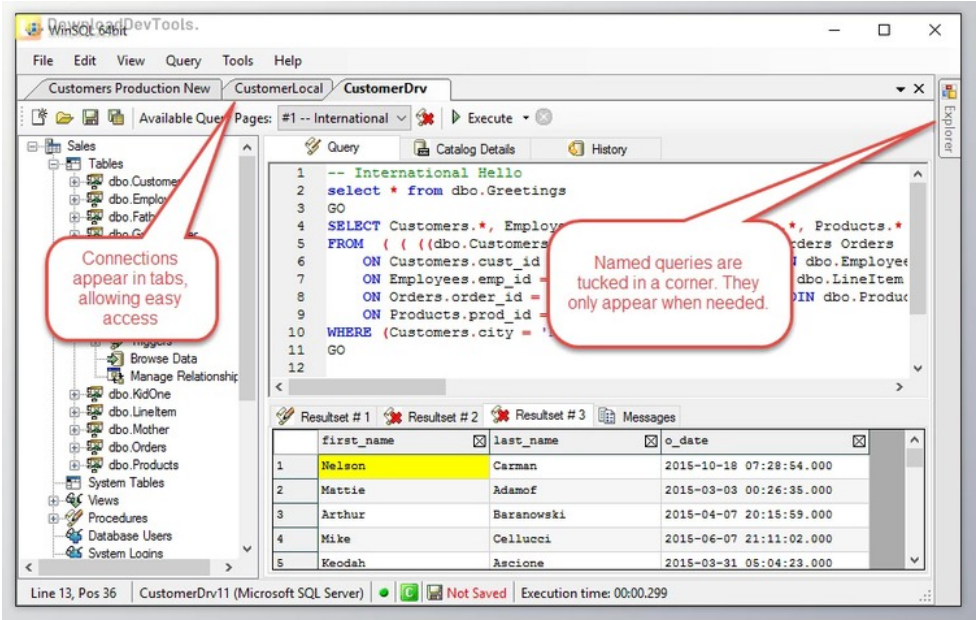 DownloadDevTools.
WinSQL 64bit
File Edit View Query Tools Help
Customers Production New CustomerLocal CustomerDrv
Available Query Pages: #1 -- International Execute
Explorer
Sales
Tables
dbo.Customer
dbo.Employ
dbo.Fath
Connections
appear in tabs,
allowing easy
access
Triggers
Browse Data
Manage Relationship
dbo.KidOne
dbo.LineItem
dbo.Mother
dbo.Orders
dbo.Products
System Tables
Views
Procedures
Database Users
System Logins
Query Catalog Details History
1 -- International Hello
2 select * from dbo.Greetings
3 GO
4 SELECT Customers.*, Employe .*, Products.*
5 FROM ( ( ((dbo.Customers rders Orders
6 ON Customers.cust_id N dbo.Employee
7 ON Employees.emp_id = dbo.LineItem
8 ON Orders.order_id = OIN dbo.Produc
9 ON Products.prod_id =
10 WHERE (Customers.city = '
11 GO
12
Named queries are
tucked in a corner. They
only appear when needed.
Resultset # 1 Resultset # 2 Resultset # 3 Messages
first_name last_name o_date
1 Nelson Carman 2015-10-18 07:28:54.000
2 Mattie Adamof 2015-03-03 00:26:35.000
3 Arthur Baranowski 2015-04-07 20:15:59.000
4 Mike Cellucci 2015-06-07 21:11:02.000
5 Keodah Ascione 2015-03-31 05:04:23.000
Line 13, Pos 36 CustomerDrv11 (Microsoft SQL Server) C Not Saved Execution time: 00:00.299